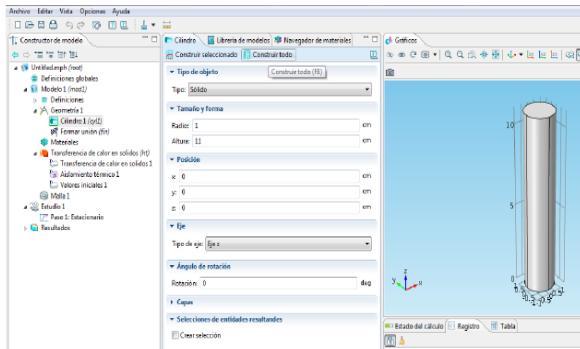 Archivo Editar Vista Opciones Ayuda
Constructor de modelo
Untitled.mph (root)
Definiciones globales
Modelo 1 (mod1)
Definiciones
Geometría 1
Cilindro 1 (cyl1)
Formar unión (fin)
Materiales
Transferencia de calor en solidos (ht)
Transferencia de calor en solidos 1
Aislamiento térmico 1
Valores iniciales 1
Malla 1
Estudio 1
Paso 1: Estacionario
Resultados
Cilindro Librería de modelos Navegador de materiales
Construir seleccionado Construir todo
Construir todo (F8)
Tipo de objeto
Tipo: Sólido
Tamaño y forma
Radio: 1 cm
Altura: 11 cm
Posición
x: 0 cm
y: 0 cm
z: 0 cm
Eje
Tipo de eje: Eje z
Ángulo de rotación
Rotación: 0 deg
Capas
Selecciones de entidades resultandes
Crear selección
Gráficos
10
5
0
z
y x
Estado del cálculo Registro Tabla